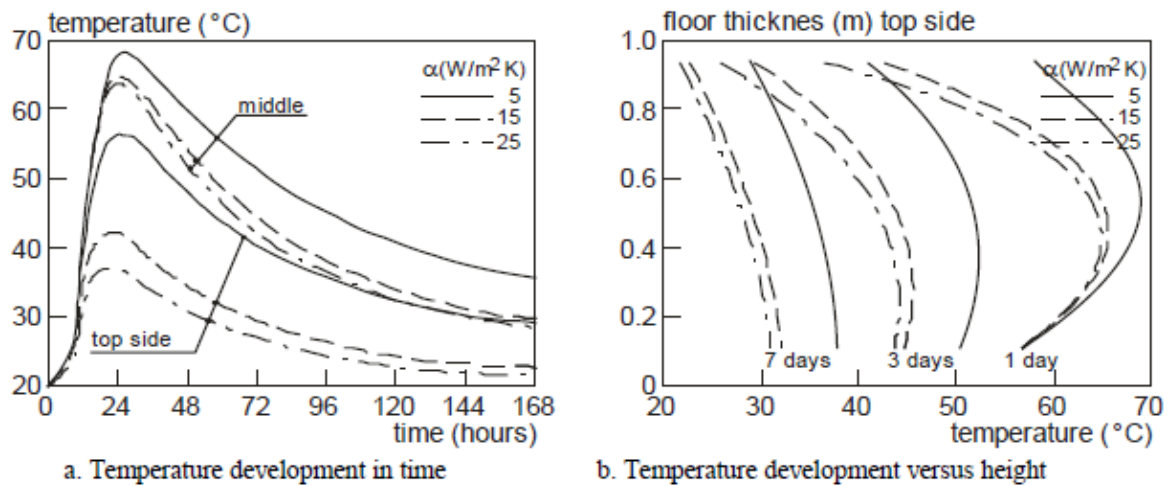 temperature (°C)
70
60
50
40
30
20
0
24
48
72
96
120
144
168
time (hours)
α(W/m² K)
5
15
25
middle
top side
a. Temperature development in time
floor thicknes (m) top side
1.0
0.8
0.6
0.4
0.2
0
20
30
40
50
60
70
temperature (°C)
α(W/m² K)
5
15
25
7 days
3 days
1 day
b. Temperature development versus height